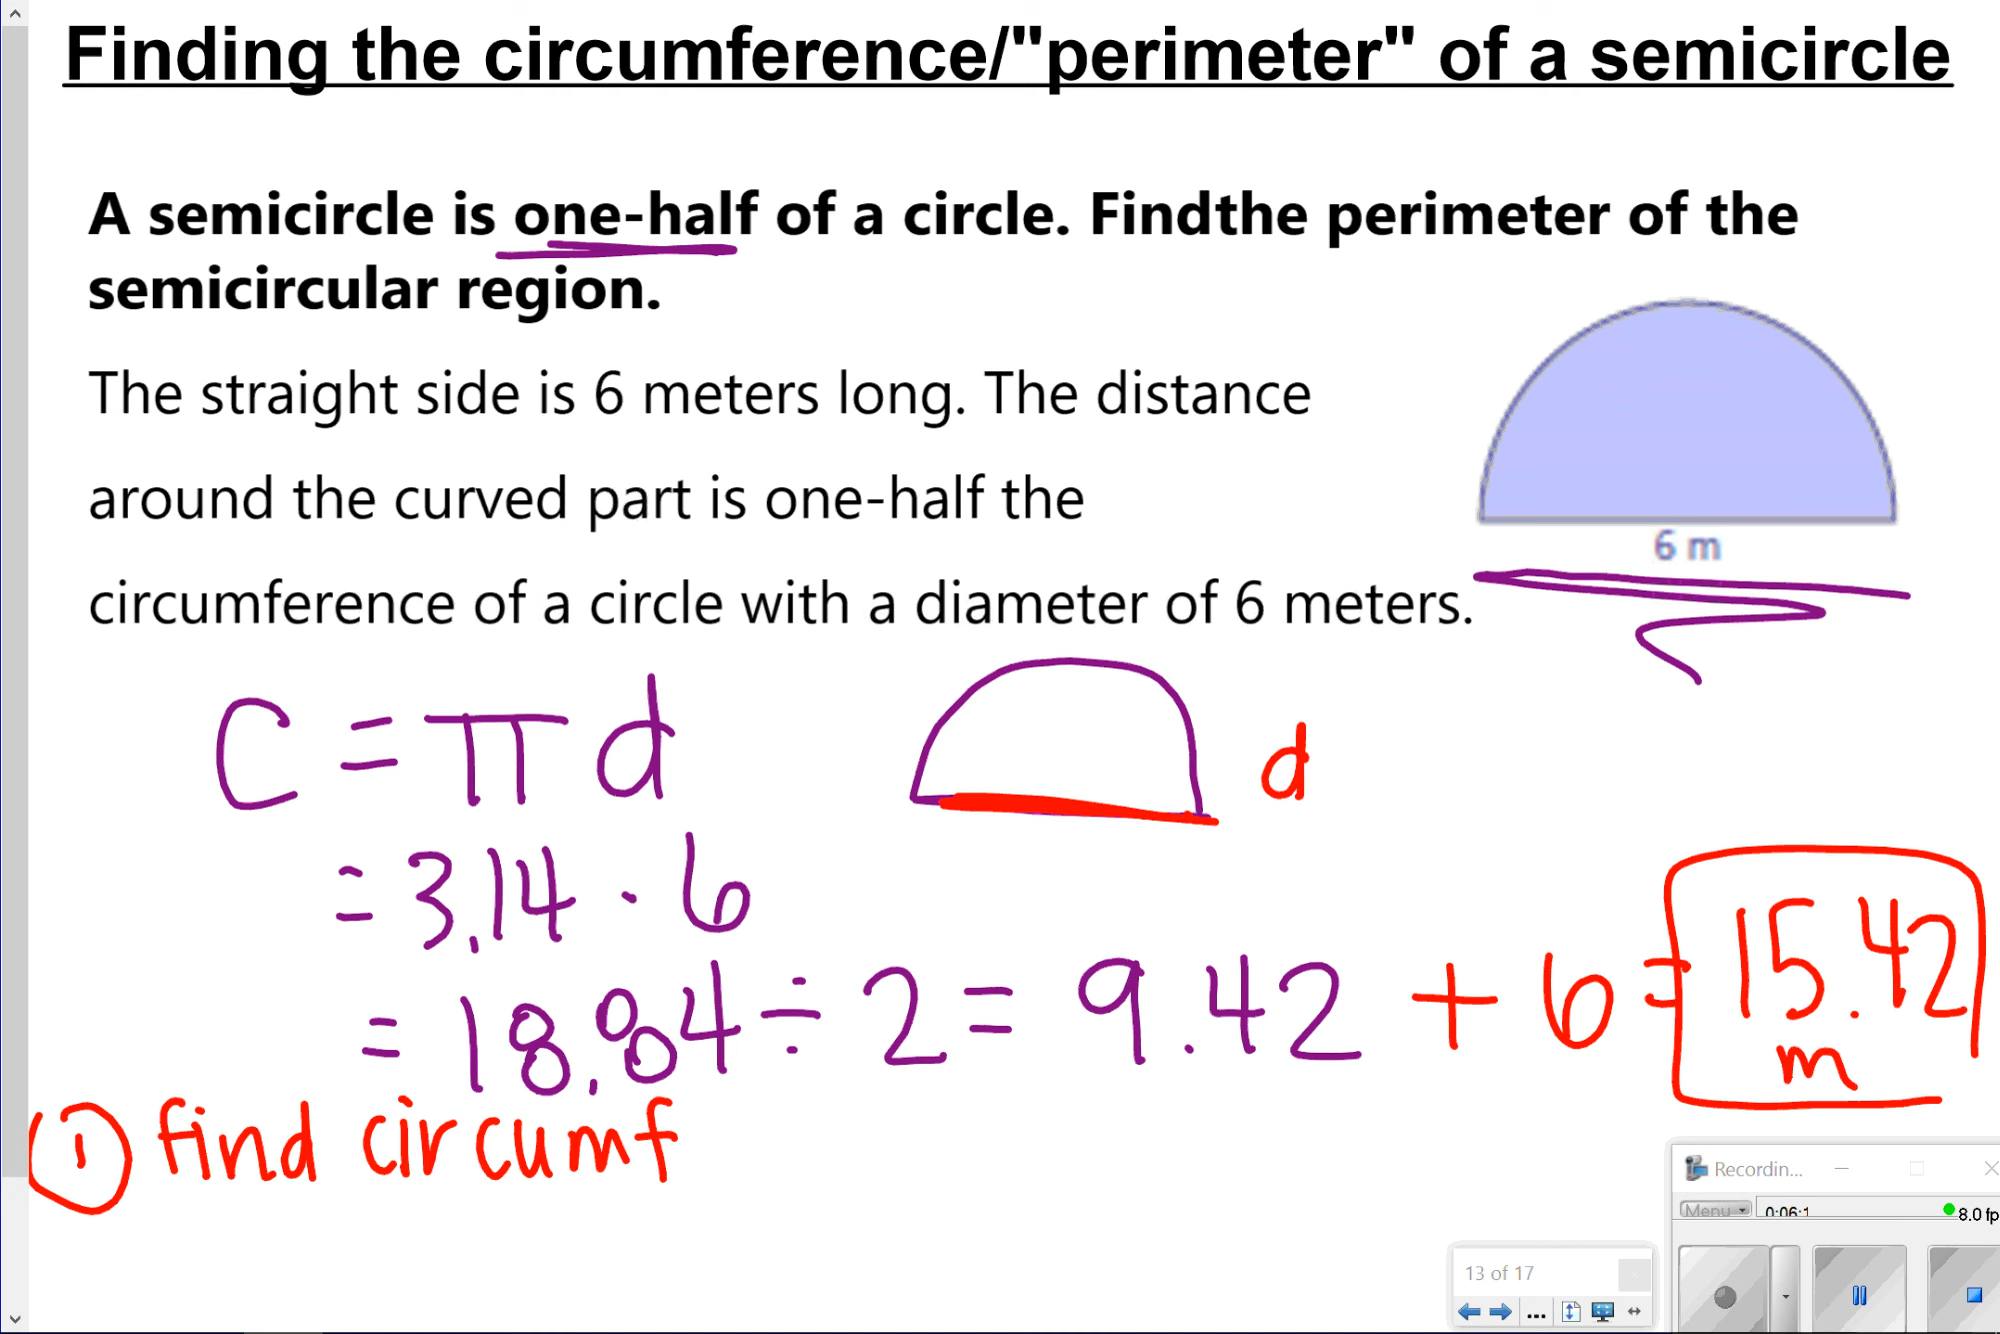 Finding the circumference/"perimeter" of a semicircle
A semicircle is one-half of a circle. Findthe perimeter of the
semicircular region.
The straight side is 6 meters long. The distance
around the curved part is one-half the
circumference of a circle with a diameter of 6 meters.
6 m
C = π d
d
= 3.14 · 6
= 18.84 ÷ 2 = 9.42 + 6 = 15.42
m
1 find circumf
Recordin...
Menu 0:06:1 8.0 fp
13 of 17